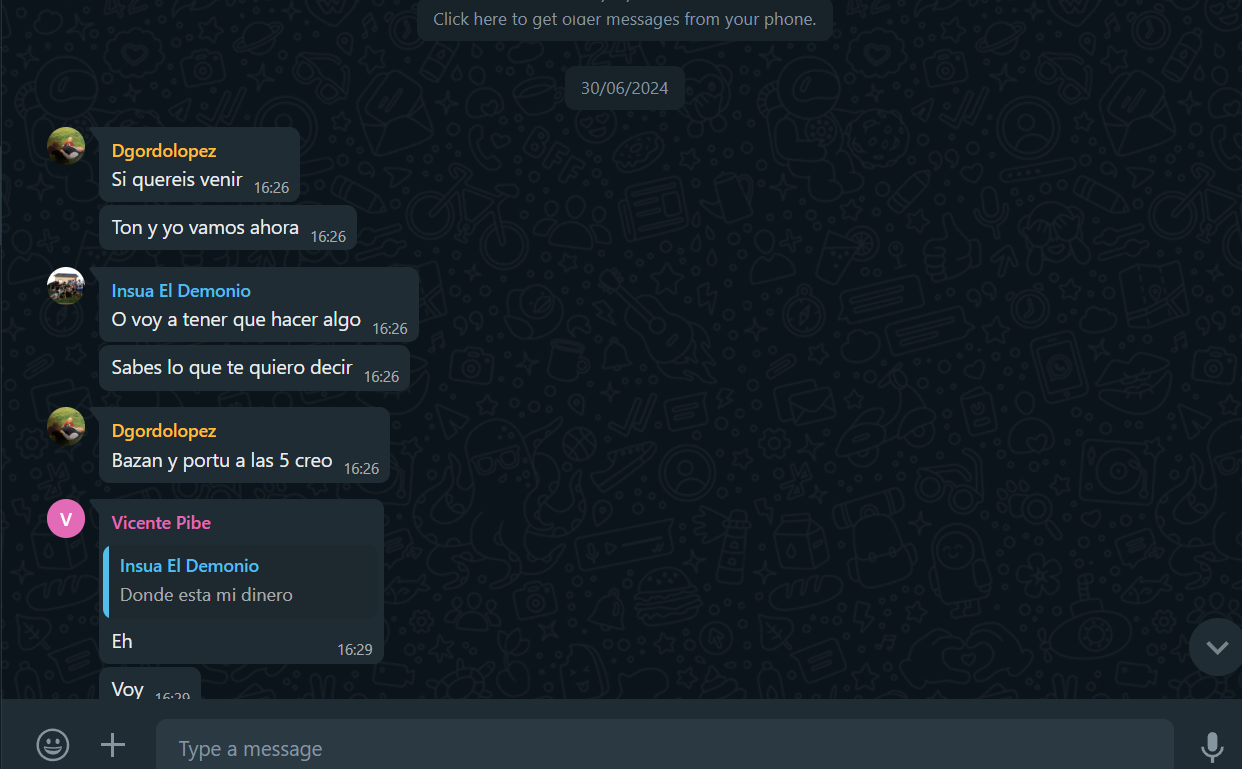 Click here to get older messages from your phone.
30/06/2024
Dgordolopez
Si quereis venir 16:26
Ton y yo vamos ahora 16:26
Insua El Demonio
O voy a tener que hacer algo 16:26
Sabes lo que te quiero decir 16:26
Dgordolopez
Bazan y portu a las 5 creo 16:26
V
Vicente Pibe
Insua El Demonio
Donde esta mi dinero
Eh 16:29
Voy 16:29
Type a message